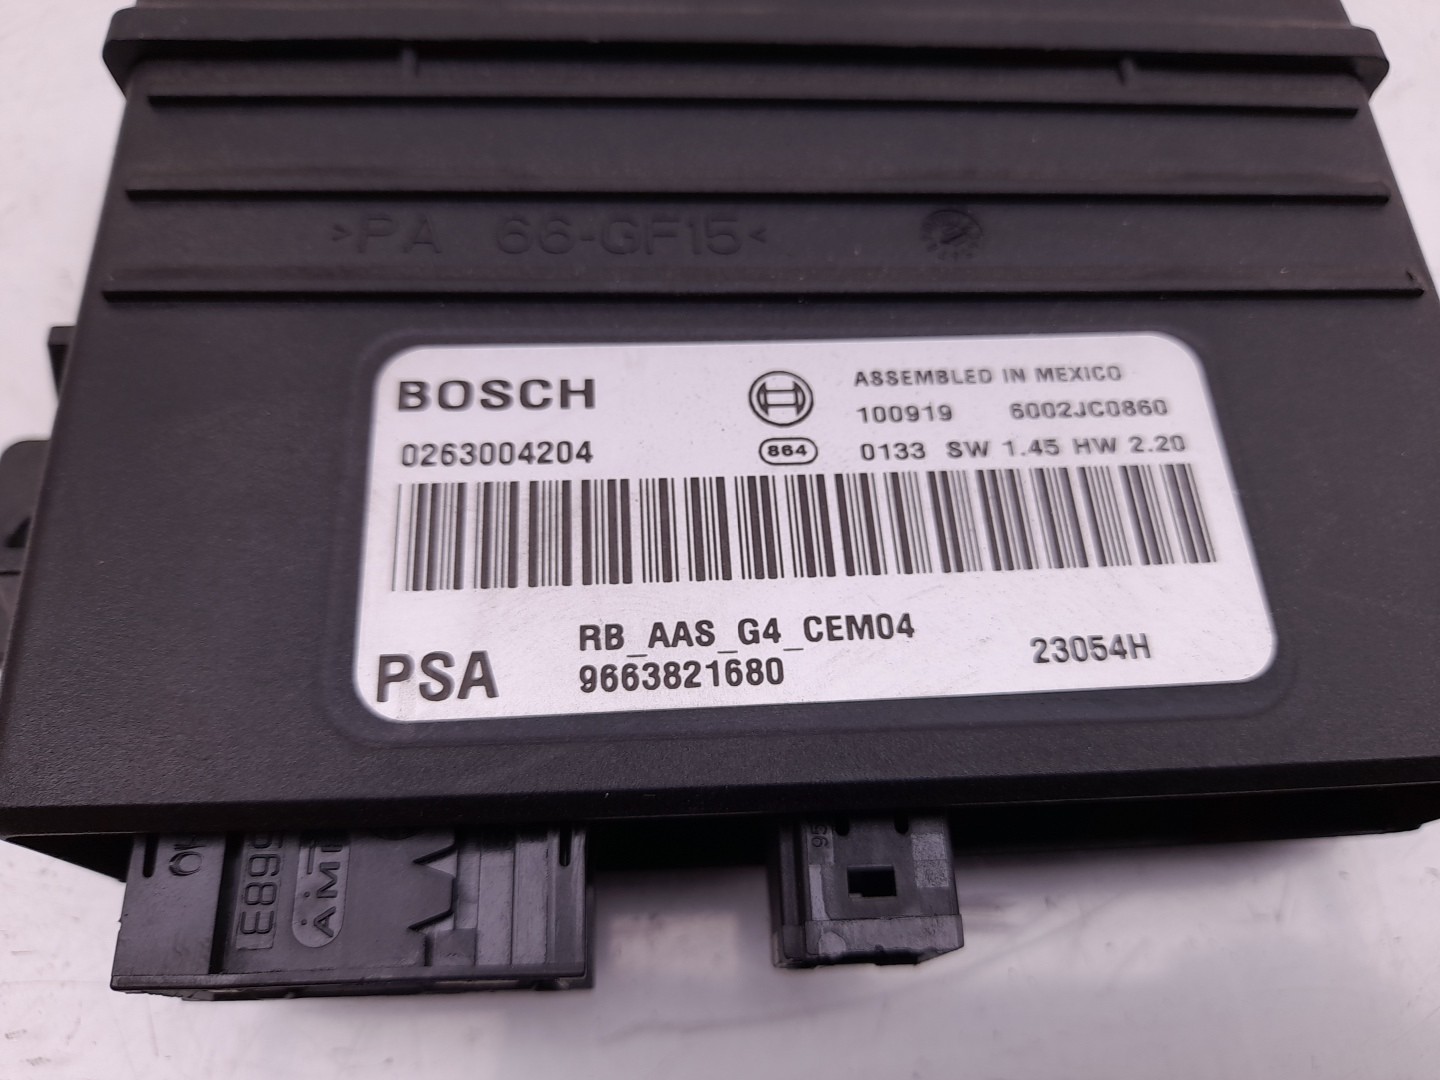 >PA 66-GF15<
BOSCH
ASSEMBLED IN MEXICO
100919 6002JC0860
0263004204
864
0133 SW 1.45 HW 2.20
RB_AAS_G4_CEM04
PSA
9663821680
23054H